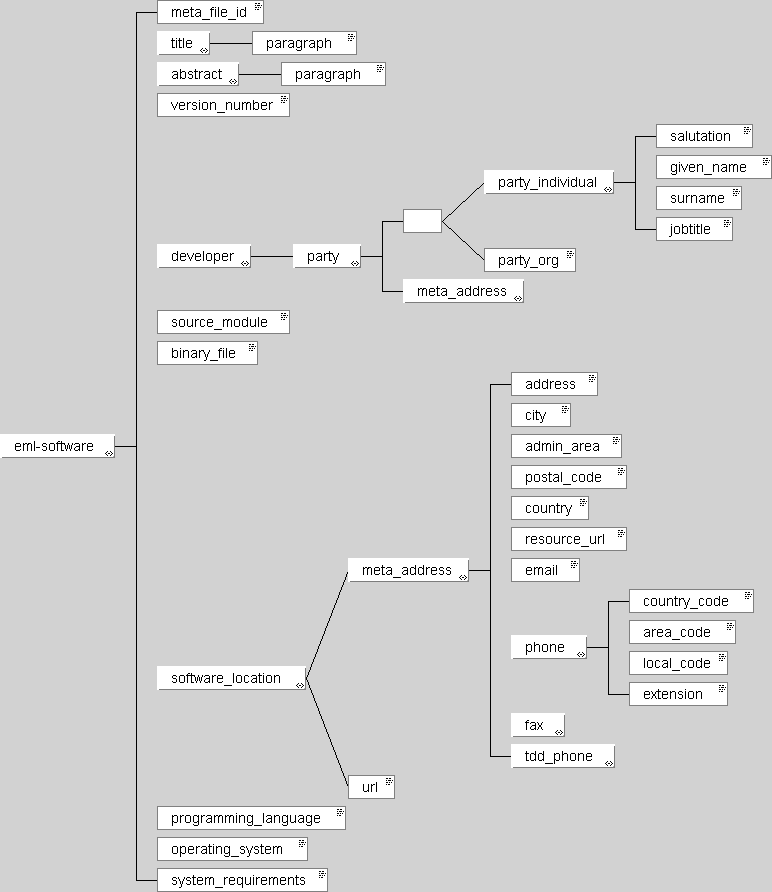 meta_file_id
title
paragraph
abstract
paragraph
version_number
salutation
given_name
party_individual
surname
jobtitle
developer
party
party_org
meta_address
source_module
binary_file
address
city
eml-software
admin_area
postal_code
country
resource_url
meta_address
email
country_code
area_code
phone
local_code
software_location
extension
fax
tdd_phone
url
programming_language
operating_system
system_requirements